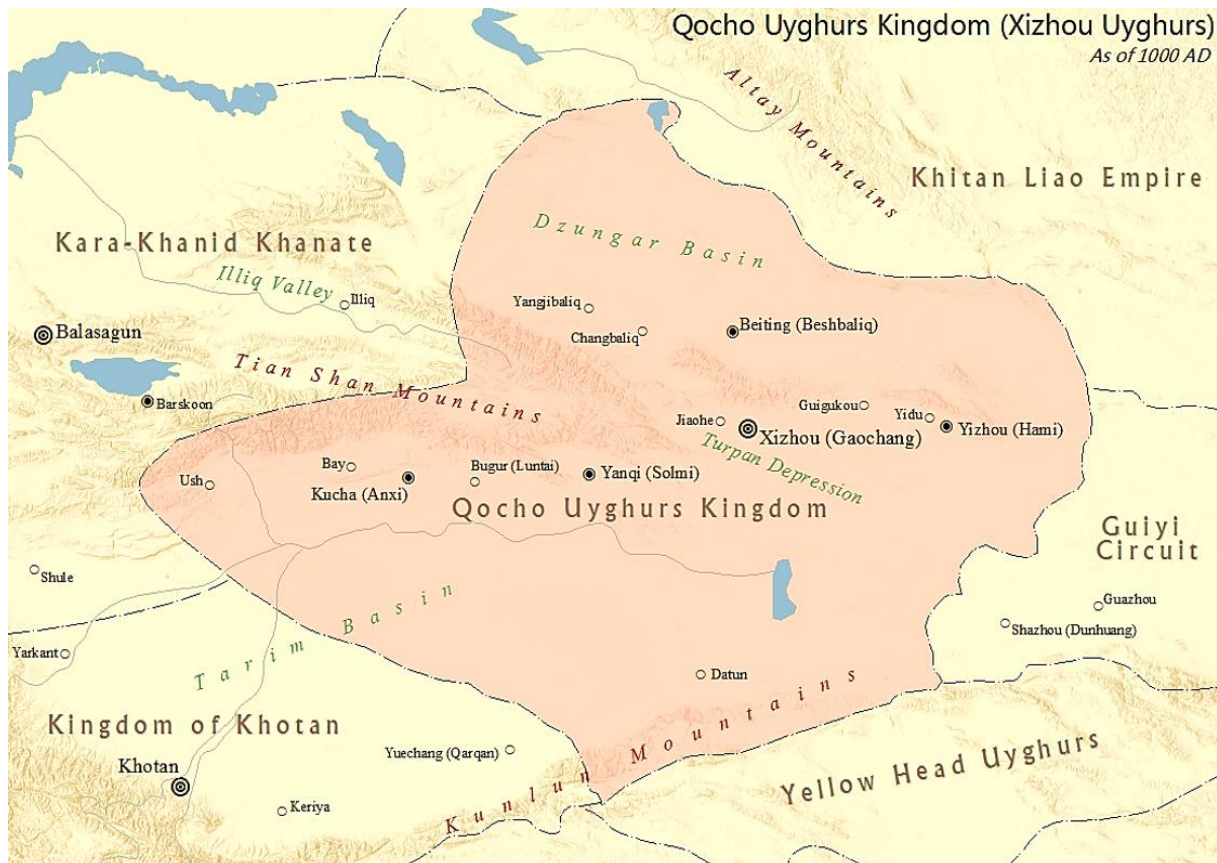 Qocho Uyghurs Kingdom (Xizhou Uyghurs)
As of 1000 AD
Altay Mountains
Khitan Liao Empire
Kara-Khanid Khanate
Dzungar Basin
Illiq Valley
Illiq
Yangjibaliq
Balasagun
Changbaliq
Beiting (Beshbaliq)
Tian Shan Mountains
Barskoon
Guigukou
Jiaohe
Yidu
Xizhou (Gaochang)
Yizhou (Hami)
Turpan Depression
Bay
Bugur (Luntai)
Ush
Kucha (Anxi)
Yanqi (Solmi)
Qocho Uyghurs Kingdom
Guiyi
Circuit
Shule
Tarim Basin
Guazhou
Shazhou (Dunhuang)
Yarkant
Datun
Kingdom of Khotan
Kunlun Mountains
Yuechang (Qarqan)
Yellow Head Uyghurs
Khotan
Keriya